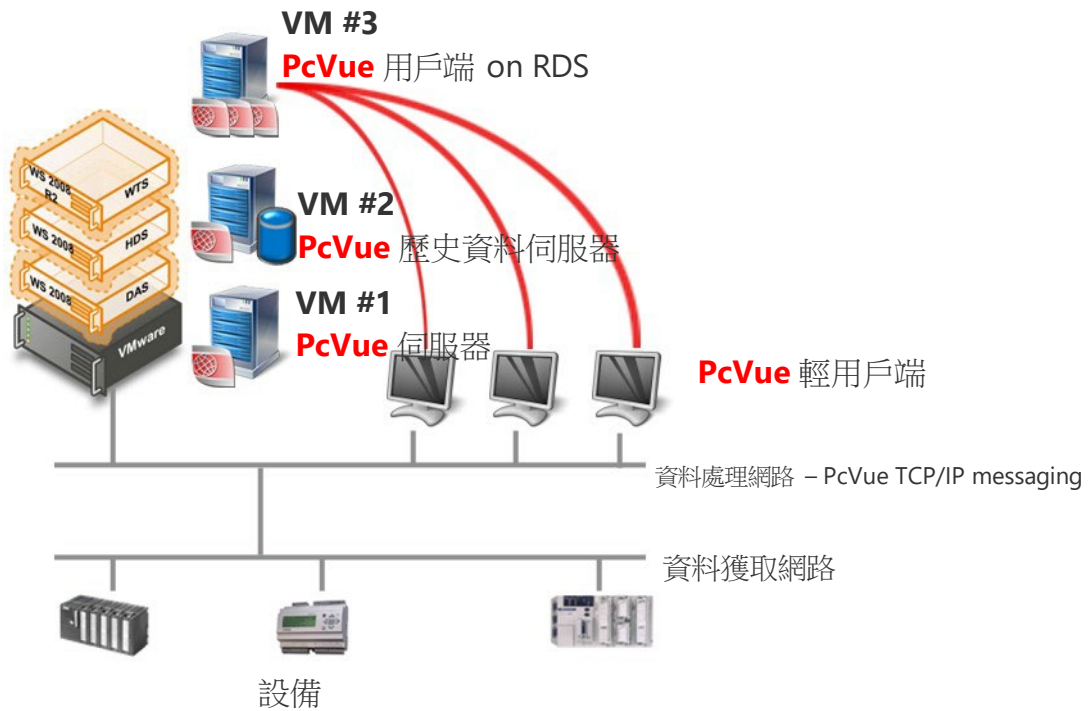 VM #3
PcVue 用戶端 on RDS
WS 2008 R2
WTS
VM #2
PcVue 歷史資料伺服器
WS 2008
HDS
VM #1
PcVue 伺服器
WS 2008
DAS
VMware
PcVue 輕用戶端
資料處理網路 – PcVue TCP/IP messaging
資料獲取網路
設備